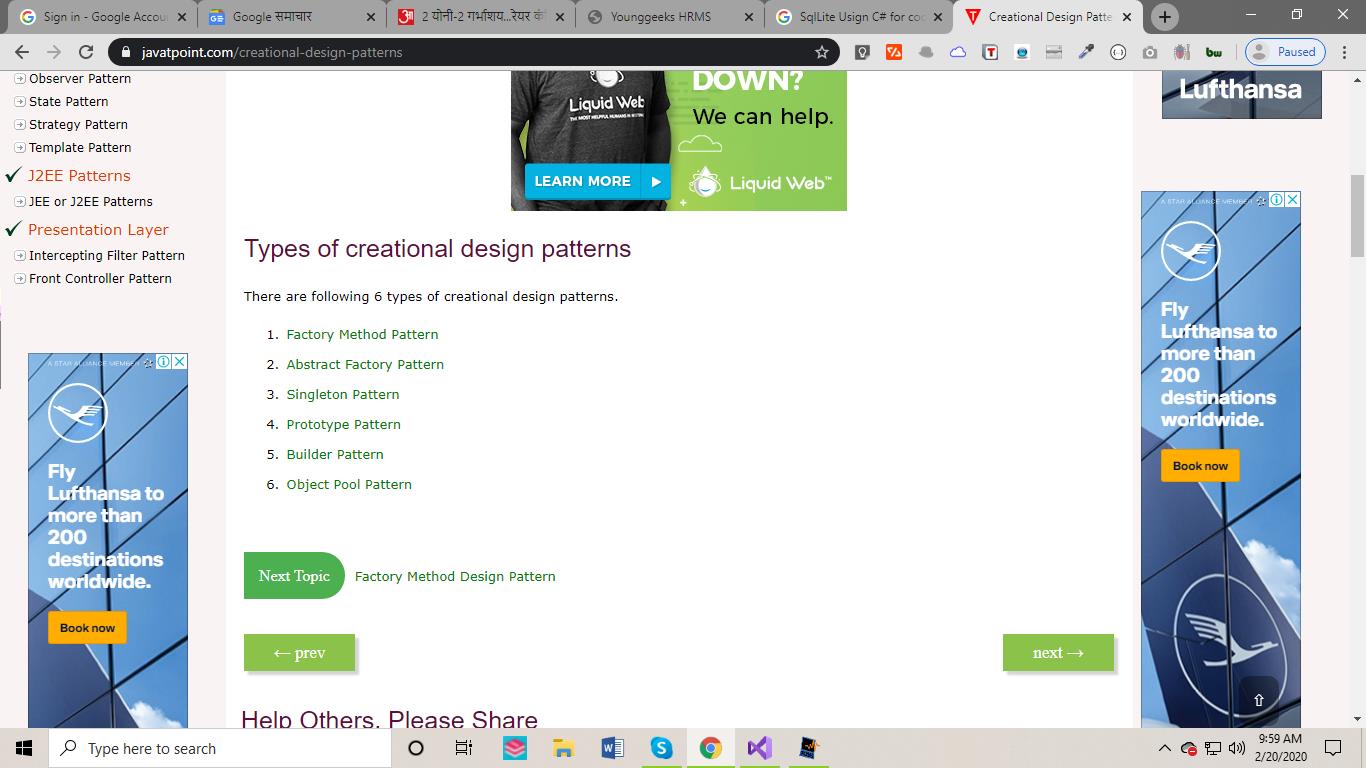 Sign in - Google Accou
Google समाचार
2 योनी-2 गर्भाशय...रेयर कं
Younggeeks HRMS
SqlLite Usign C# for co
Creational Design Patte
javatpoint.com/creational-design-patterns
Paused
Observer Pattern
State Pattern
Strategy Pattern
Template Pattern
J2EE Patterns
JEE or J2EE Patterns
Presentation Layer
Intercepting Filter Pattern
Front Controller Pattern
A STAR ALLIANCE MEMBER
Fly
Lufthansa to
more than
200
destinations
worldwide.
Book now
Liquid Web
DOWN?
We can help.
LEARN MORE
Liquid Web™
Types of creational design patterns
There are following 6 types of creational design patterns.
1. Factory Method Pattern
2. Abstract Factory Pattern
3. Singleton Pattern
4. Prototype Pattern
5. Builder Pattern
6. Object Pool Pattern
Next Topic Factory Method Design Pattern
← prev
next →
Help Others, Please Share
Lufthansa
A STAR ALLIANCE MEMBER
Fly
Lufthansa to
more than
200
destinations
worldwide.
Book now
Type here to search
9:59 AM
2/20/2020